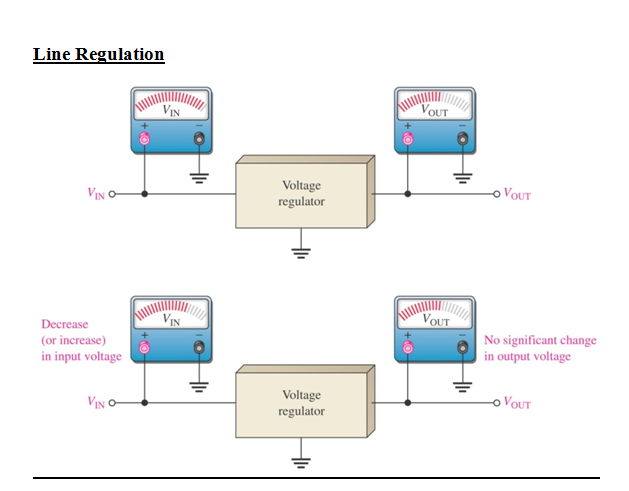 Line Regulation
VIN
VOUT
+ −
+ −
Voltage
regulator
VIN
VOUT
Decrease
(or increase)
in input voltage
VIN
VOUT
+ −
+ −
No significant change
in output voltage
Voltage
regulator
VIN
VOUT